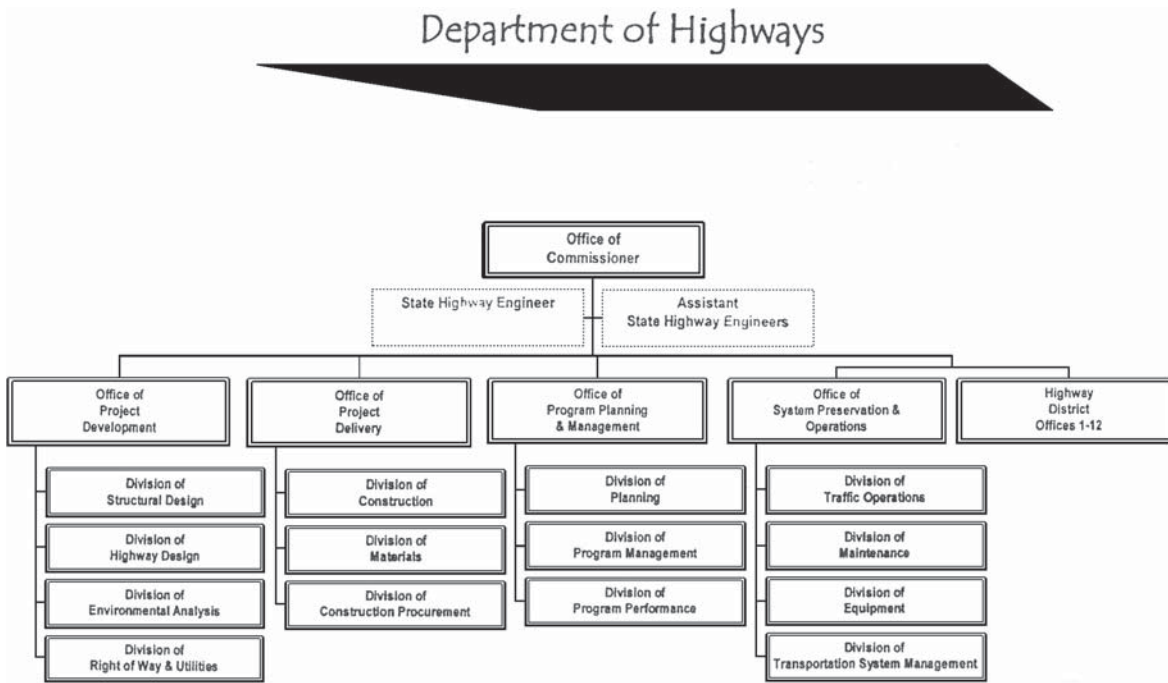 Department of Highways
Office of
Commissioner
State Highway Engineer
Assistant
State Highway Engineers
Office of
Project
Development
Division of
Structural Design
Division of
Highway Design
Division of
Environmental Analysis
Division of
Right of Way & Utilities
Office of
Project
Delivery
Division of
Construction
Division of
Materials
Division of
Construction Procurement
Office of
Program Planning
& Management
Division of
Planning
Division of
Program Management
Division of
Program Performance
Office of
System Preservation &
Operations
Division of
Traffic Operations
Division of
Maintenance
Division of
Equipment
Division of
Transportation System Management
Highway
District
Offices 1-12